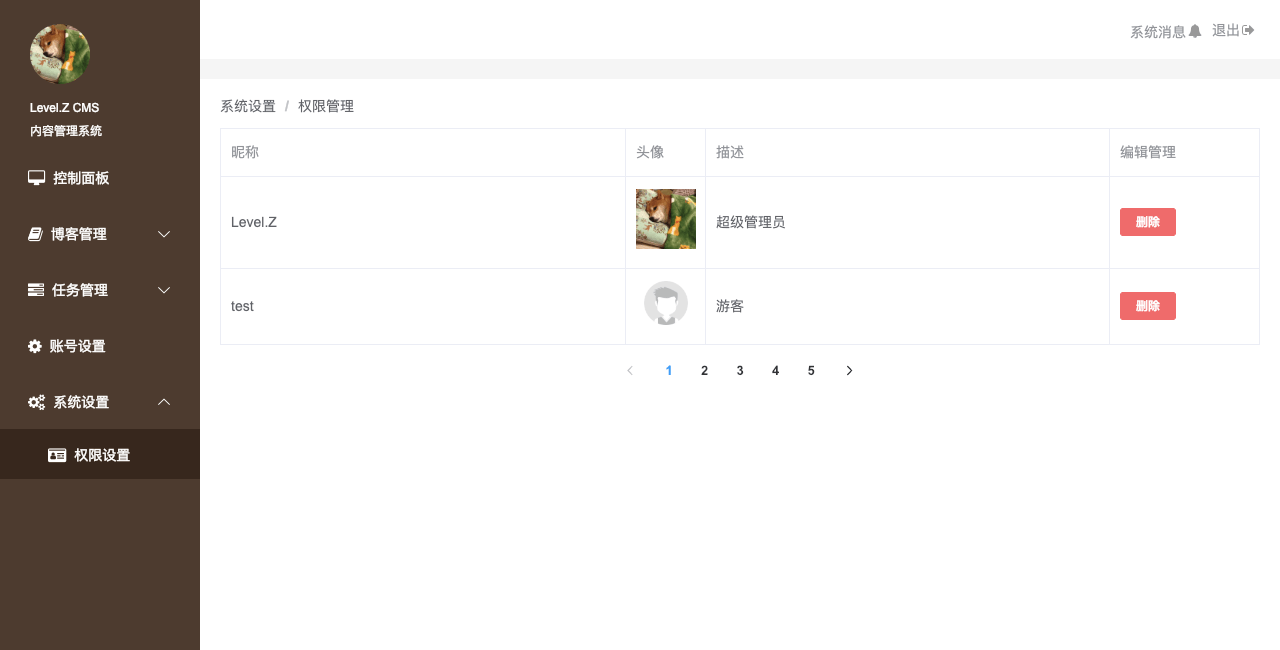 系统消息 退出
Level.Z CMS
内容管理系统
控制面板
博客管理
任务管理
账号设置
系统设置
权限设置
系统设置 / 权限管理
昵称 头像 描述 编辑管理
Level.Z 超级管理员 删除
test 游客 删除
1 2 3 4 5